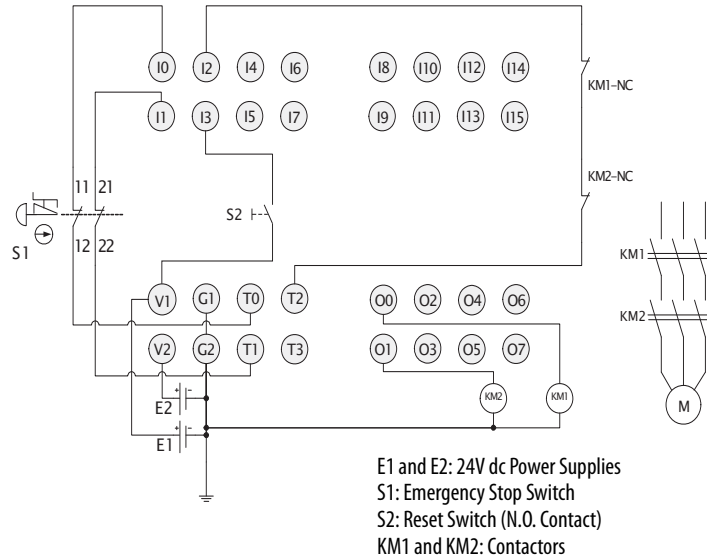 I0 I2 I4 I6 I8 I10 I12 I14
KM1-NC
I1 I3 I5 I7 I9 I11 I13 I15
11 21
KM2-NC
S2
S1
12 22
KM1
V1 G1 T0 T2 O0 O2 O4 O6
KM2
V2 G2 T1 T3 O1 O3 O5 O7
+ -
E2
KM2 KM1
M
+ -
E1
E1 and E2: 24V dc Power Supplies
S1: Emergency Stop Switch
S2: Reset Switch (N.O. Contact)
KM1 and KM2: Contactors